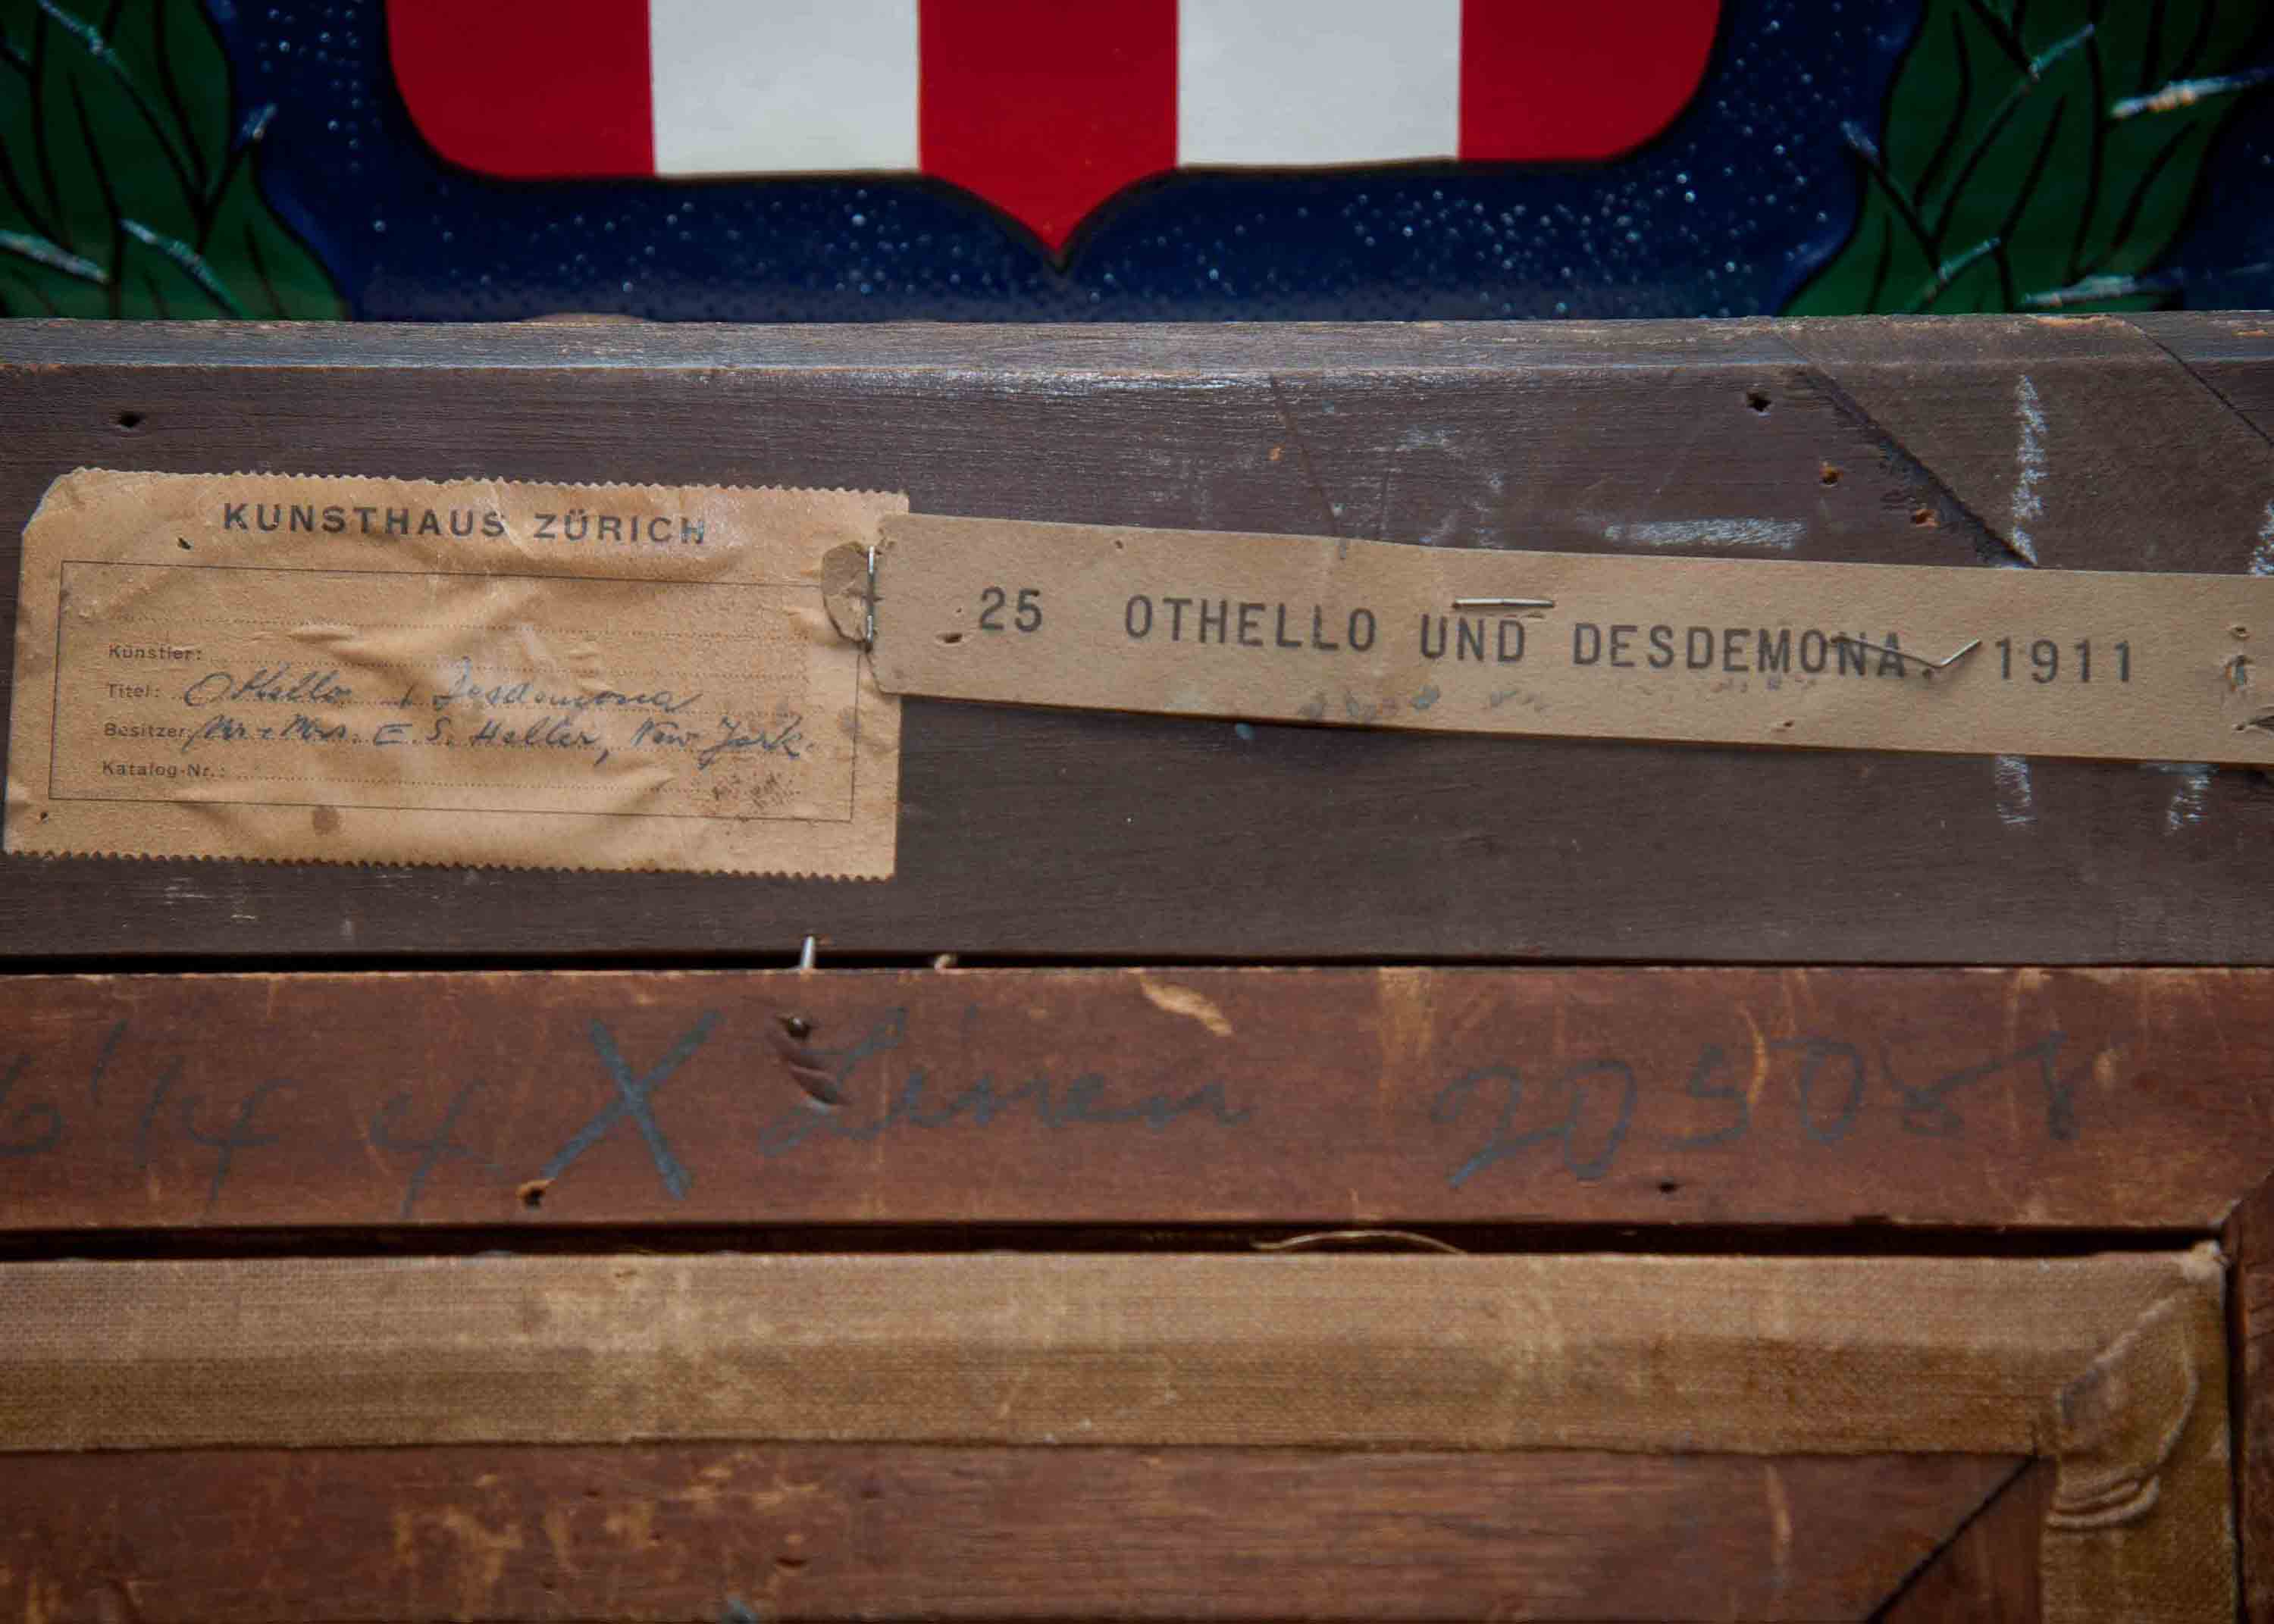 KUNSTHAUS ZÜRICH
25 OTHELLO UND DESDEMONA. 1911
Künstler:
Titel: Othello Desdemona
Besitzer: Mr & Mrs. E. S. Heller, New York.
Katalog-Nr.:
4 X Linen